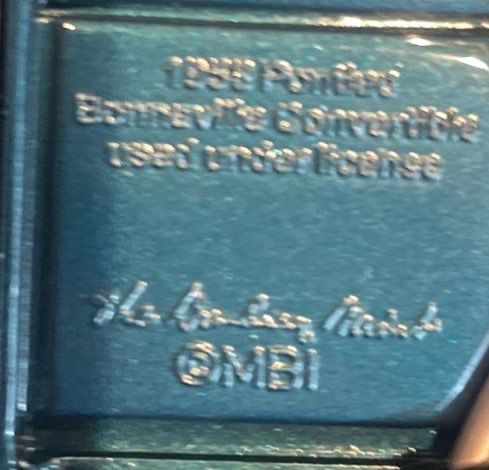 Pontiac
Bonneville Convertible
used under license
The Danbury Mint
©MBI